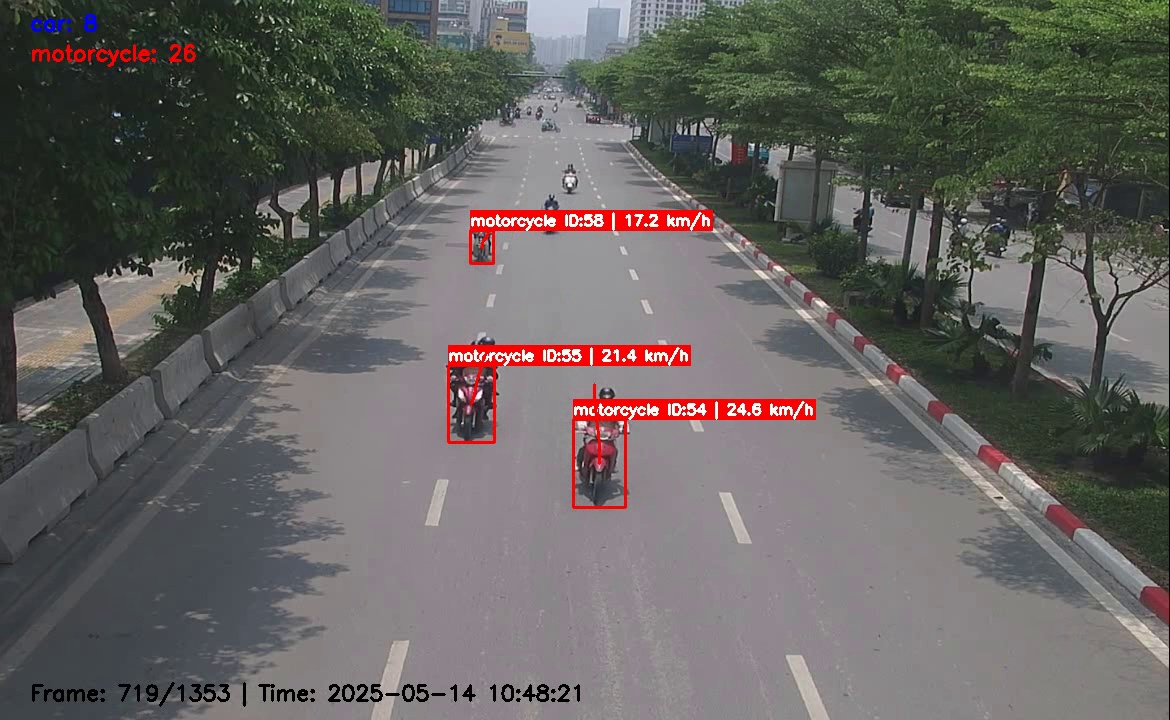 car: 8
motorcycle: 26
motorcycle ID:58 | 17.2 km/h
motorcycle ID:55 | 21.4 km/h
motorcycle ID:54 | 24.6 km/h
Frame: 719/1353 | Time: 2025-05-14 10:48:21